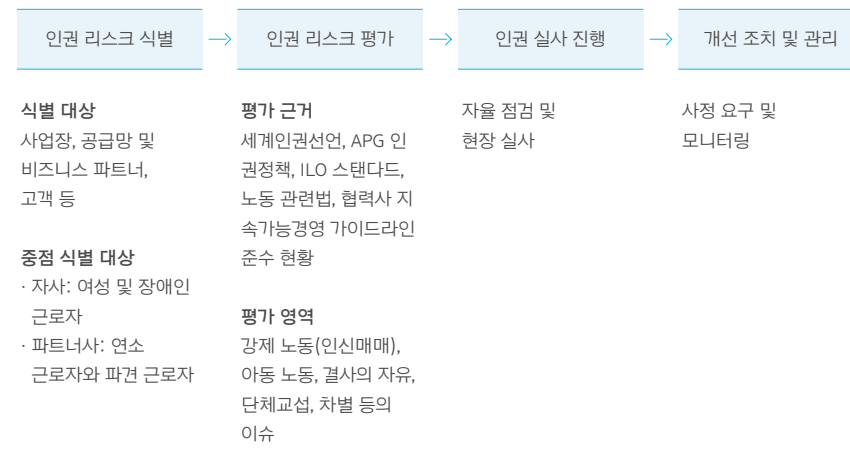 인권 리스크 식별
인권 리스크 평가
인권 실사 진행
개선 조치 및 관리
식별 대상
사업장, 공급망 및
비즈니스 파트너,
고객 등
중점 식별 대상
· 자사: 여성 및 장애인
근로자
· 파트너사: 연소
근로자와 파견 근로자
평가 근거
세계인권선언, APG 인
권정책, ILO 스탠다드,
노동 관련법, 협력사 지
속가능경영 가이드라인
준수 현황
평가 영역
강제 노동(인신매매),
아동 노동, 결사의 자유,
단체교섭, 차별 등의
이슈
자율 점검 및
현장 실사
사정 요구 및
모니터링